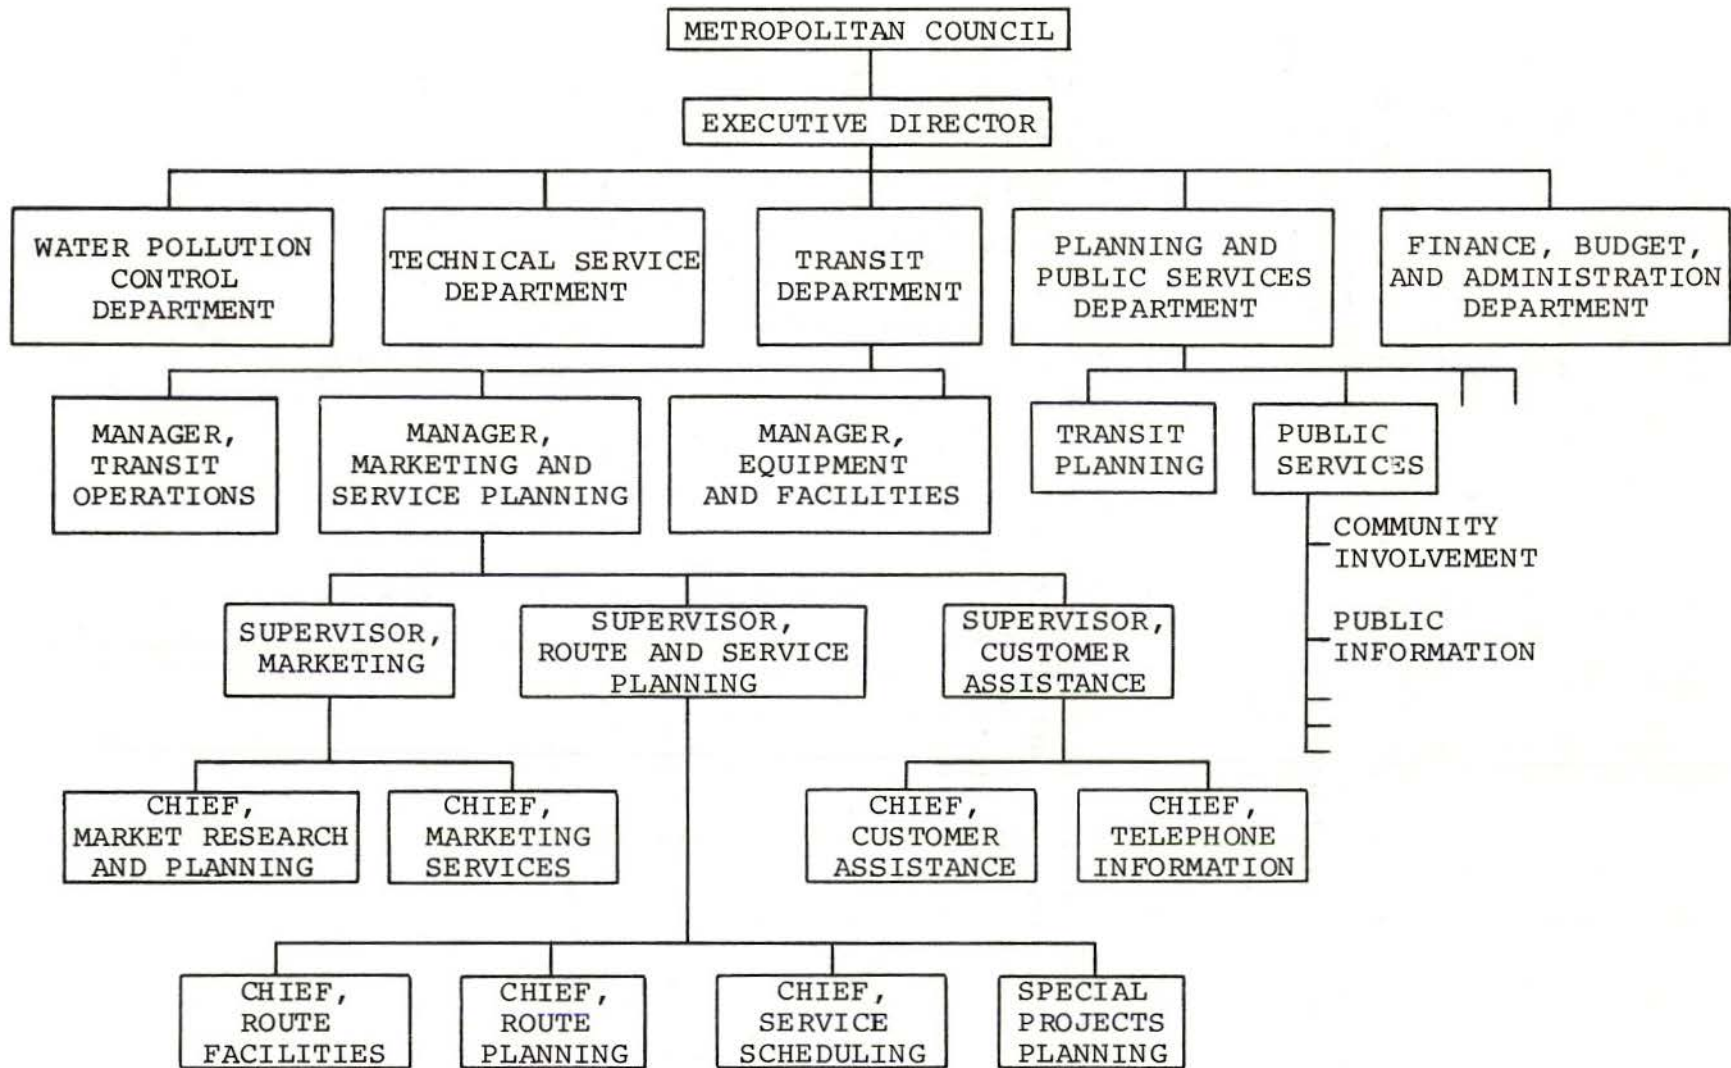 METROPOLITAN COUNCIL
EXECUTIVE DIRECTOR
WATER POLLUTION
CONTROL
DEPARTMENT
TECHNICAL SERVICE
DEPARTMENT
TRANSIT
DEPARTMENT
PLANNING AND
PUBLIC SERVICES
DEPARTMENT
FINANCE, BUDGET,
AND ADMINISTRATION
DEPARTMENT
MANAGER,
TRANSIT
OPERATIONS
MANAGER,
MARKETING AND
SERVICE PLANNING
MANAGER,
EQUIPMENT
AND FACILITIES
TRANSIT
PLANNING
PUBLIC
SERVICES
COMMUNITY
INVOLVEMENT
PUBLIC
INFORMATION
SUPERVISOR,
MARKETING
SUPERVISOR,
ROUTE AND SERVICE
PLANNING
SUPERVISOR,
CUSTOMER
ASSISTANCE
CHIEF,
MARKET RESEARCH
AND PLANNING
CHIEF,
MARKETING
SERVICES
CHIEF,
CUSTOMER
ASSISTANCE
CHIEF,
TELEPHONE
INFORMATION
CHIEF,
ROUTE
FACILITIES
CHIEF,
ROUTE
PLANNING
CHIEF,
SERVICE
SCHEDULING
SPECIAL
PROJECTS
PLANNING